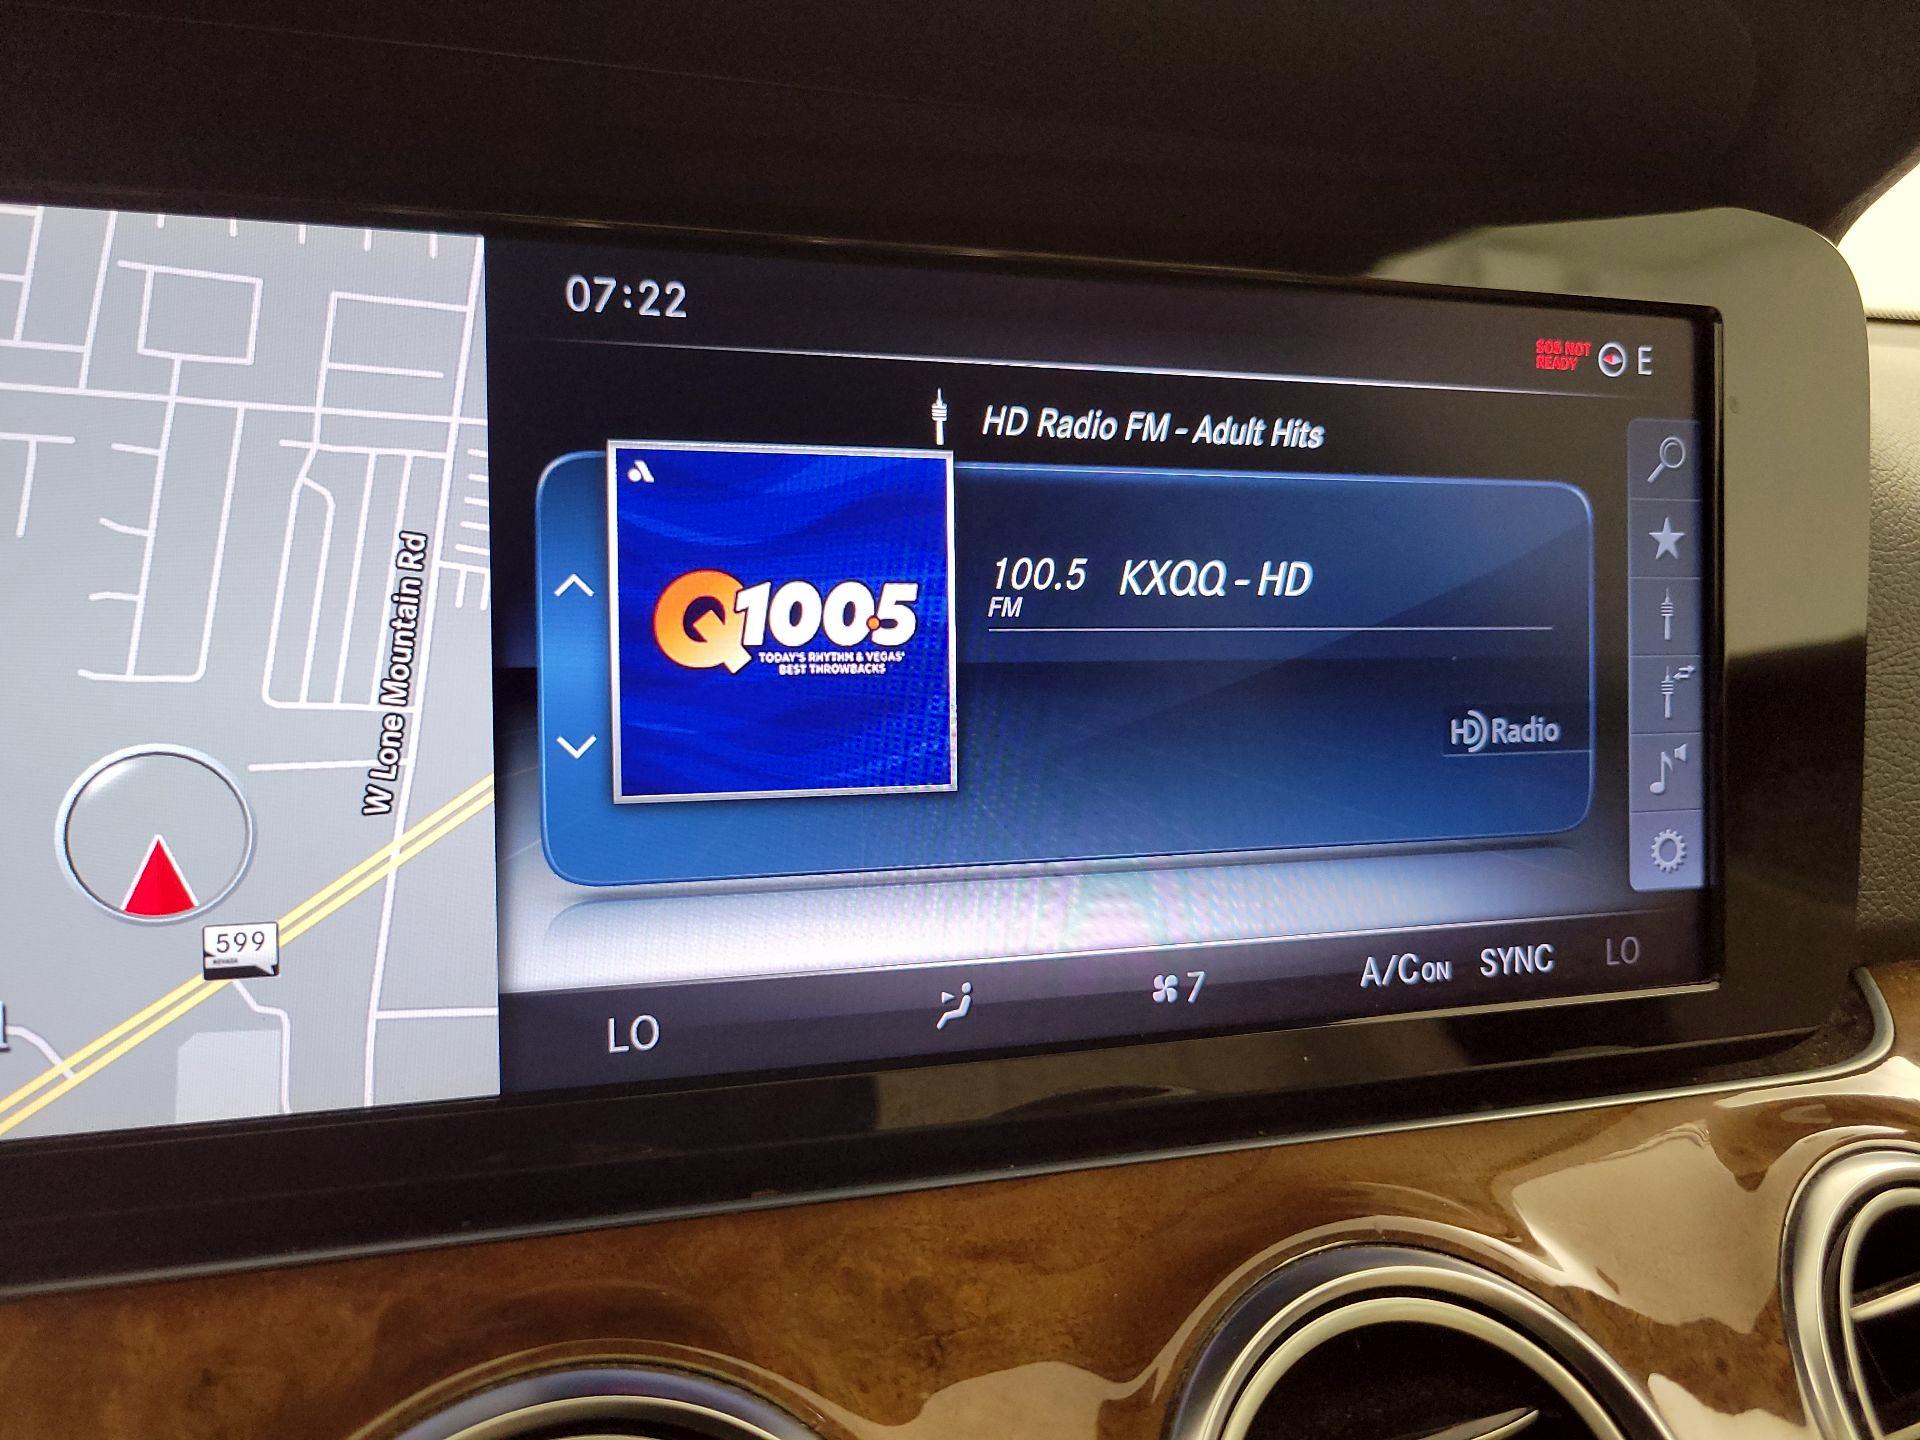 07:22
SOS NOT
READY
E
HD Radio FM - Adult Hits
Q100.5
TODAY'S RHYTHM & VEGAS'
BEST THROWBACKS
100.5 KXQQ - HD
FM
HD Radio
W Lone Mountain Rd
599
NEVADA
LO
7
A/C ON
SYNC
LO